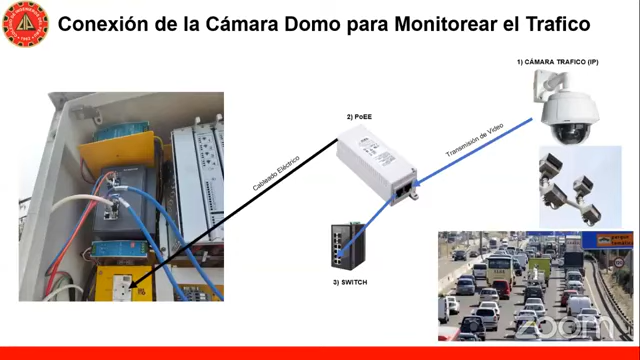 Conexión de la Cámara Domo para Monitorear el Trafico
1) CÁMARA TRAFICO (IP)
2) PoEE
Transmisión de Video
Cableado Eléctrico
3) SWITCH
parque
zoom